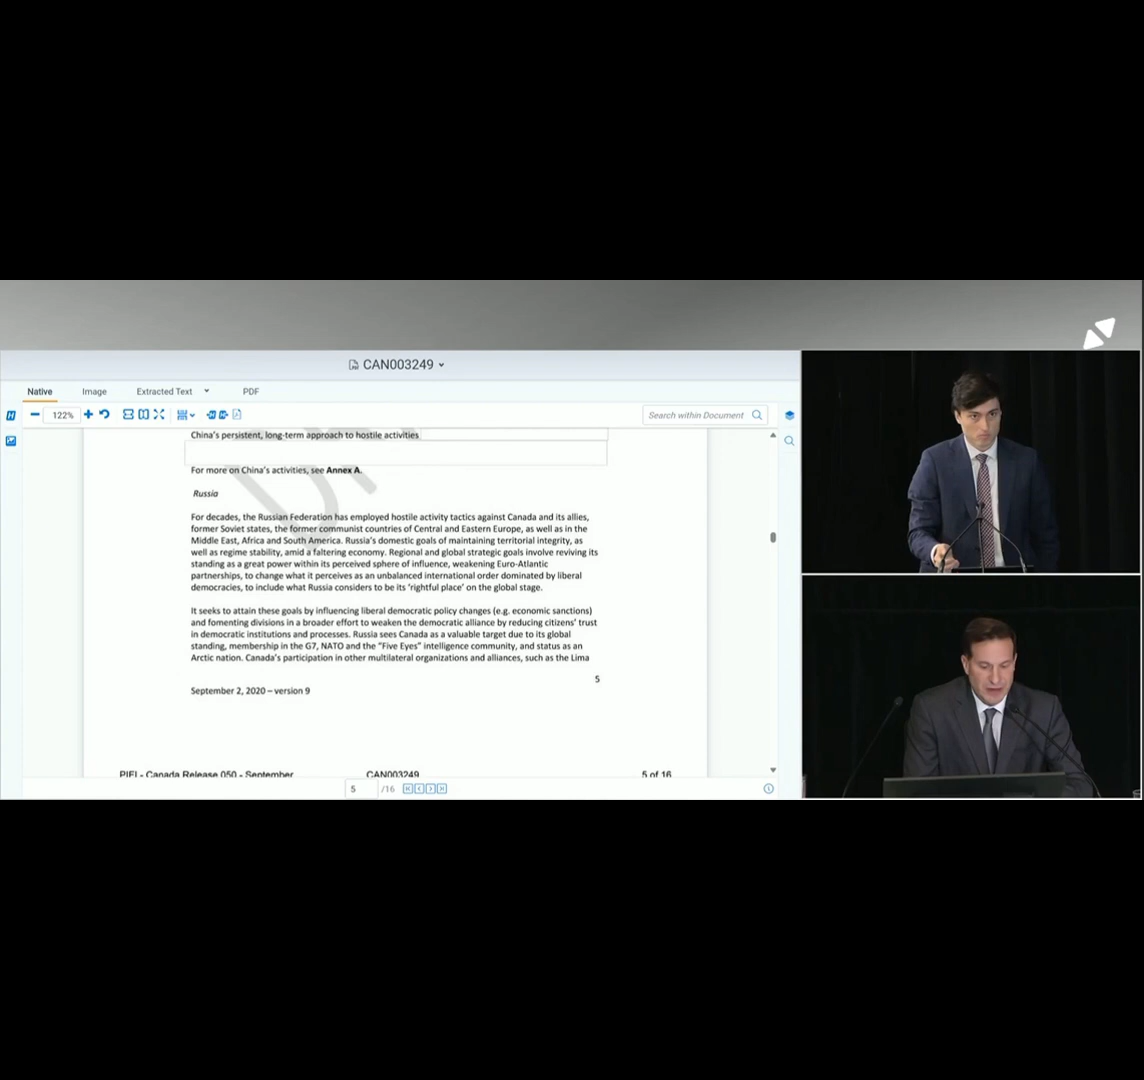 CAN003249
Native Image Extracted Text PDF
122% Search within Document
China's persistent, long-term approach to hostile activities
For more on China's activities, see Annex A.
Russia
For decades, the Russian Federation has employed hostile activity tactics against Canada and its allies,
former Soviet states, the former communist countries of Central and Eastern Europe, as well as in the
Middle East, Africa and South America. Russia's domestic goals of maintaining territorial integrity, as
well as regime stability, amid a faltering economy. Regional and global strategic goals involve reviving its
standing as a great power within its perceived sphere of influence, weakening Euro-Atlantic
partnerships, to change what it perceives as an unbalanced international order dominated by liberal
democracies, to include what Russia considers to be its 'rightful place' on the global stage.
It seeks to attain these goals by influencing liberal democratic policy changes (e.g. economic sanctions)
and fomenting divisions in a broader effort to weaken the democratic alliance by reducing citizens' trust
in democratic institutions and processes. Russia sees Canada as a valuable target due to its global
standing, membership in the G7, NATO and the "Five Eyes" intelligence community, and status as an
Arctic nation. Canada's participation in other multilateral organizations and alliances, such as the Lima
5
September 2, 2020 – version 9
PIFI - Canada Release 050 - September CAN003249 5 of 16
5 /16